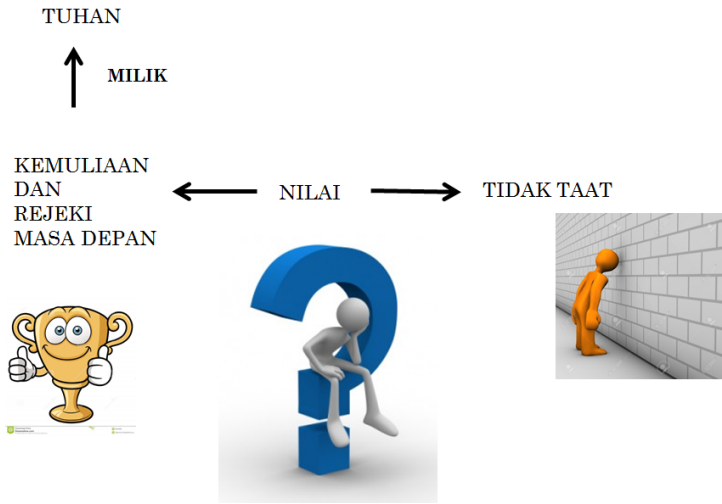 TUHAN
MILIK
KEMULIAAN
DAN
REJEKI
MASA DEPAN
NILAI
TIDAK TAAT